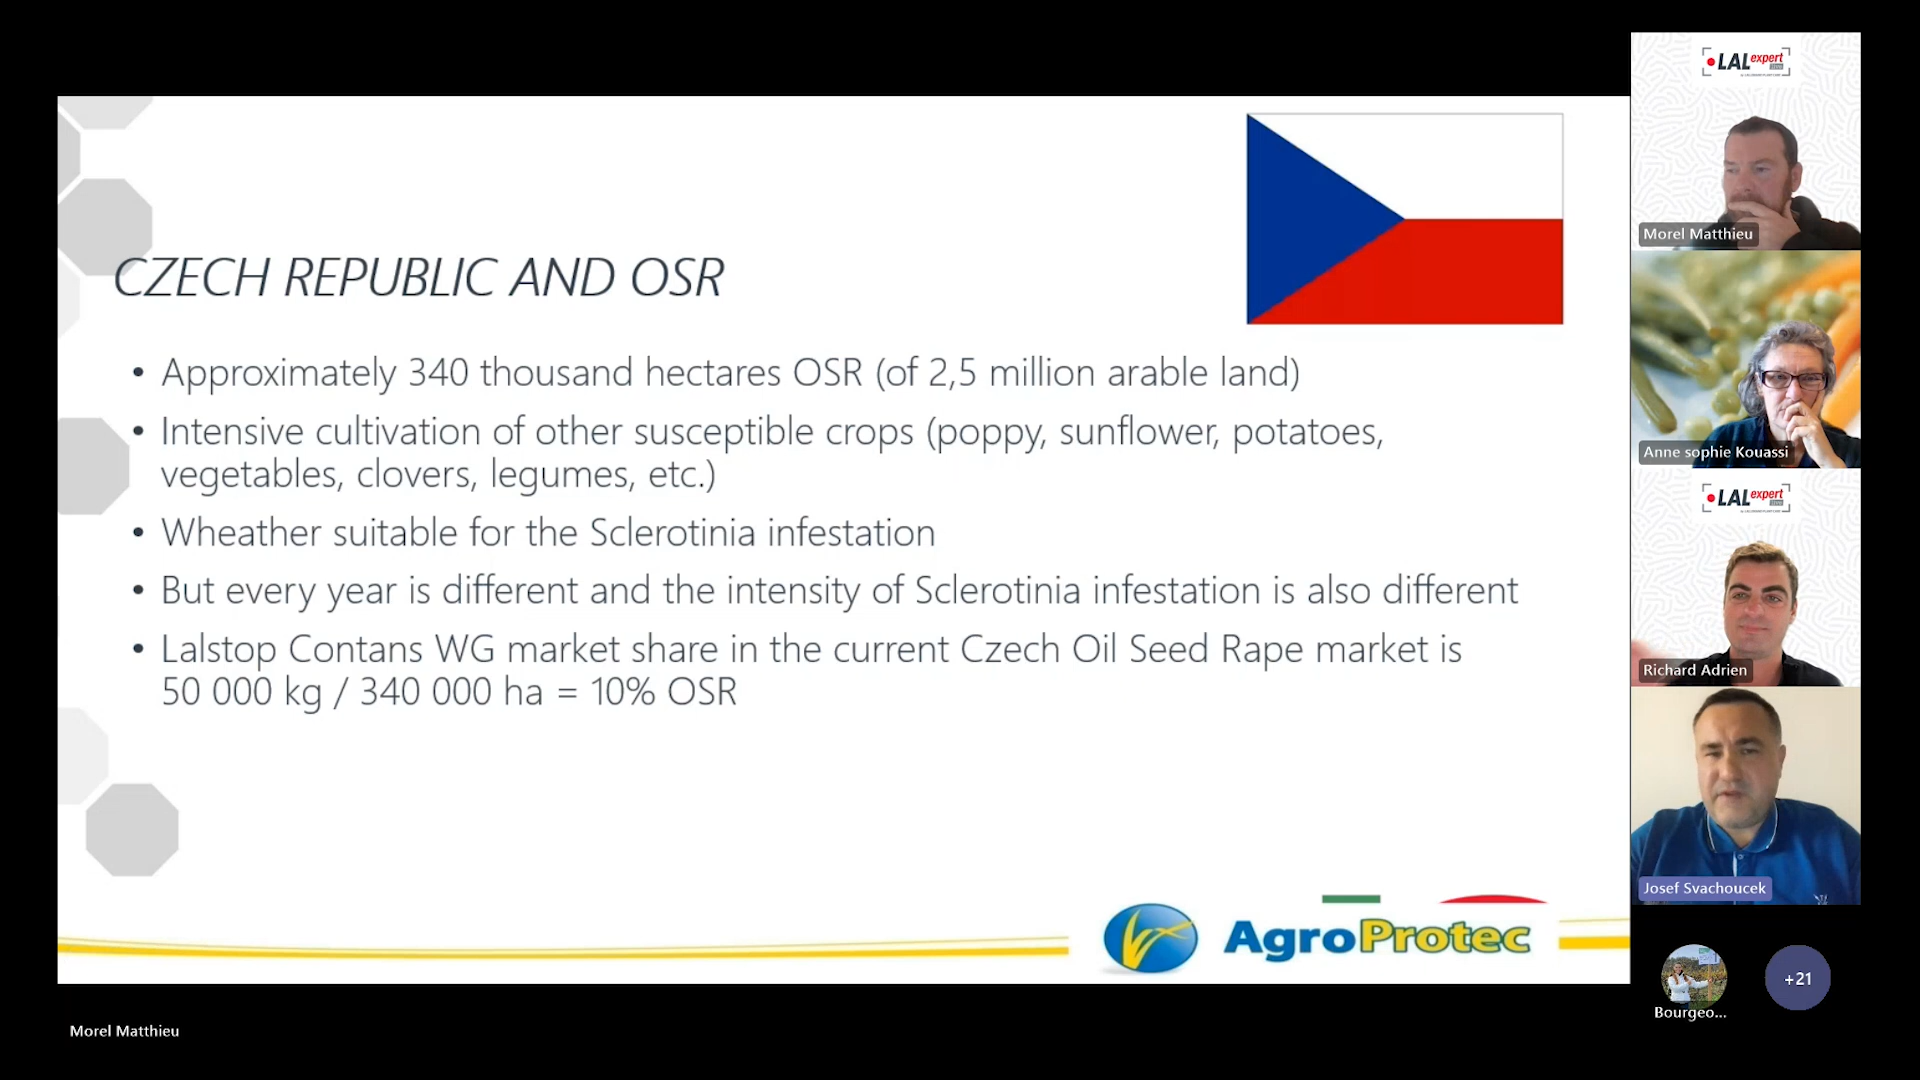 CZECH REPUBLIC AND OSR
• Approximately 340 thousand hectares OSR (of 2,5 million arable land)
• Intensive cultivation of other susceptible crops (poppy, sunflower, potatoes,
vegetables, clovers, legumes, etc.)
• Wheather suitable for the Sclerotinia infestation
• But every year is different and the intensity of Sclerotinia infestation is also different
• Lalstop Contans WG market share in the current Czech Oil Seed Rape market is
50 000 kg / 340 000 ha = 10% OSR
AgroProtec
LAL expert
Morel Matthieu
Anne sophie Kouassi
LAL expert
Richard Adrien
Josef Svachoucek
Bourgeo...
+21
Morel Matthieu